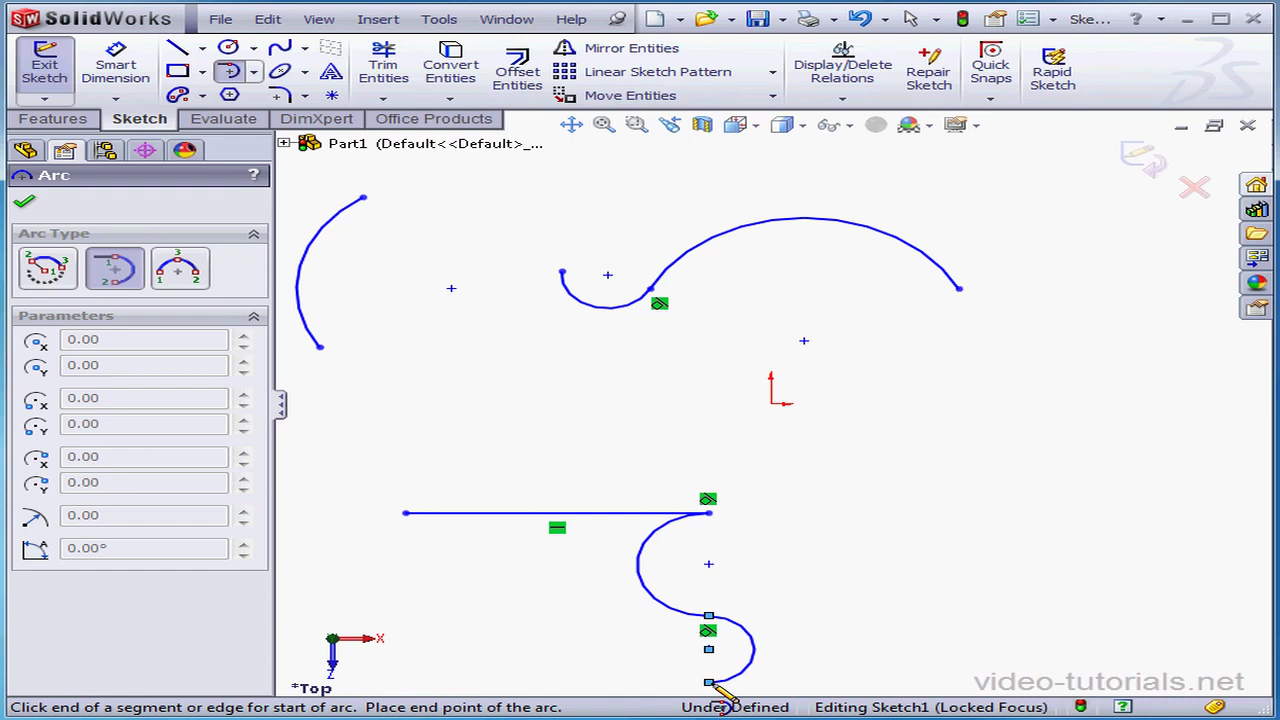 SW SolidWorks File Edit View Insert Tools Window Help Ske... ?
Exit Sketch
Smart Dimension
Trim Entities
Convert Entities
Offset Entities
Mirror Entities
Linear Sketch Pattern
Move Entities
Display/Delete Relations
Repair Sketch
Quick Snaps
Rapid Sketch
Features Sketch Evaluate DimXpert Office Products
Part1 (Default<<Default>_...
Arc ?
Arc Type
Parameters
0.00
0.00
0.00
0.00
0.00
0.00
0.00
0.00°
X
Z
*Top
video-tutorials.net
Click end of a segment or edge for start of arc. Place end point of the arc. Under Defined Editing Sketch1 (Locked Focus) ?